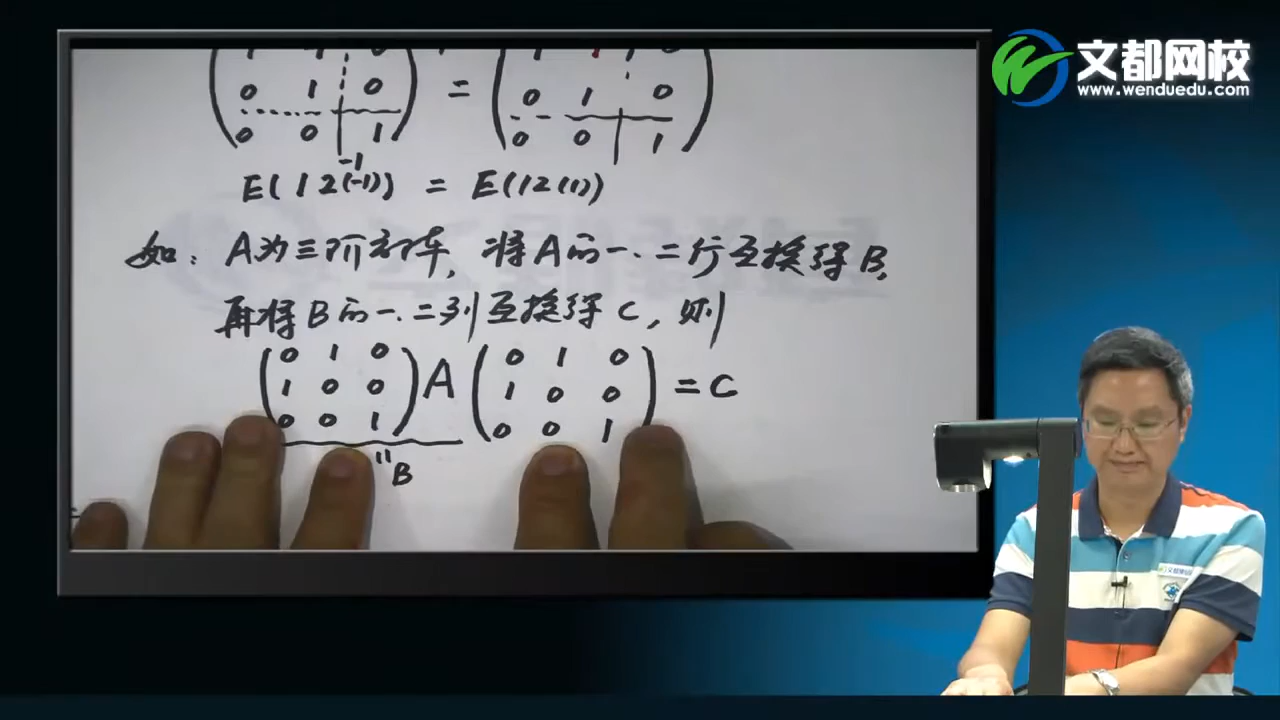 文都网校
www.wenduedu.com
0 1 0 = 0 1 0
0 0 1 0 0 1
E⁻¹(12(-1)) = E(12(1))
如: A为三阶方阵, 将A的一、二行互换得B,
再将B的一、二列互换得C, 则
0 1 0 0 1 0
1 0 0 A 1 0 0 = C
0 0 1 0 0 1
"B